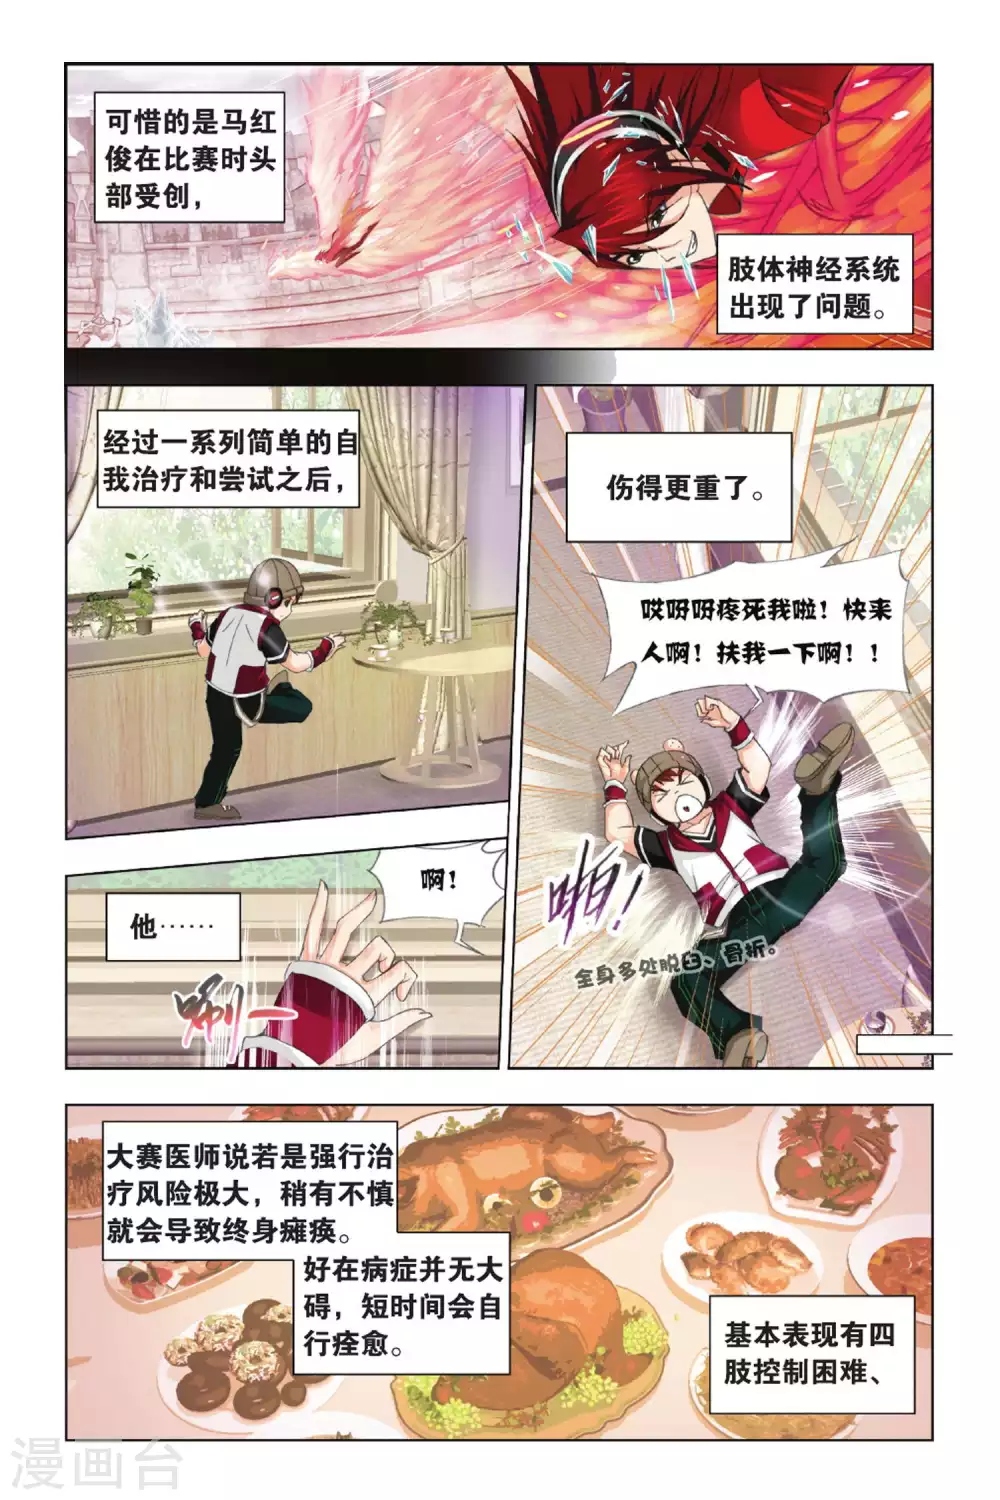 可惜的是马红
俊在比赛时头
部受创，
肢体神经系统
出现了问题。
经过一系列简单的自
我治疗和尝试之后，
他……
啊！
唰一
伤得更重了。
哎呀呀疼死我啦！快来
人啊！扶我一下啊！！
啪！
全身多处脱臼、骨折。
大赛医师说若是强行治
疗风险极大，稍有不慎
就会导致终身瘫痪。
好在病症并无大
碍，短时间会自
行痊愈。
基本表现有四
肢控制困难、
漫画台